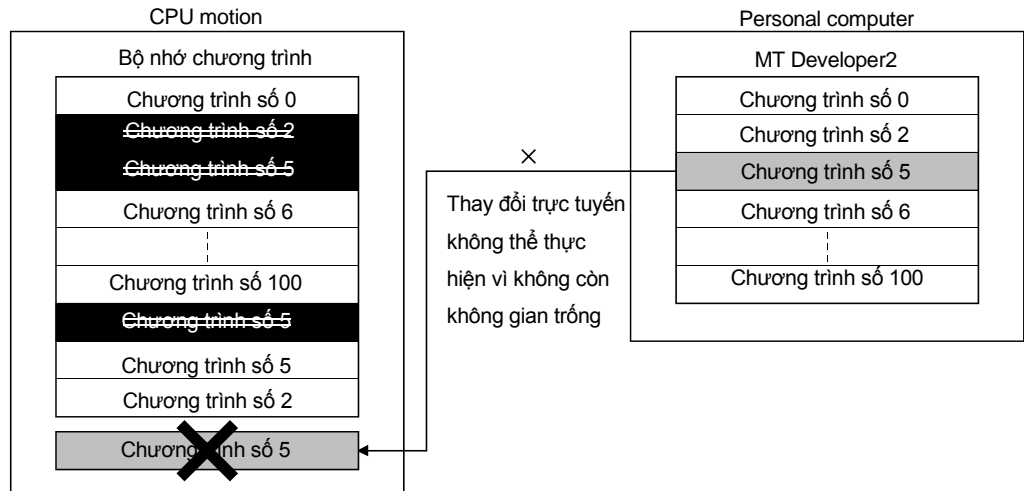 CPU motion
Bộ nhớ chương trình
Chương trình số 0
Chương trình số 2
Chương trình số 5
Chương trình số 6
Chương trình số 100
Chương trình số 5
Chương trình số 5
Chương trình số 2
Chương trình số 5
×
Thay đổi trực tuyến
không thể thực
hiện vì không còn
không gian trống
Personal computer
MT Developer2
Chương trình số 0
Chương trình số 2
Chương trình số 5
Chương trình số 6
Chương trình số 100